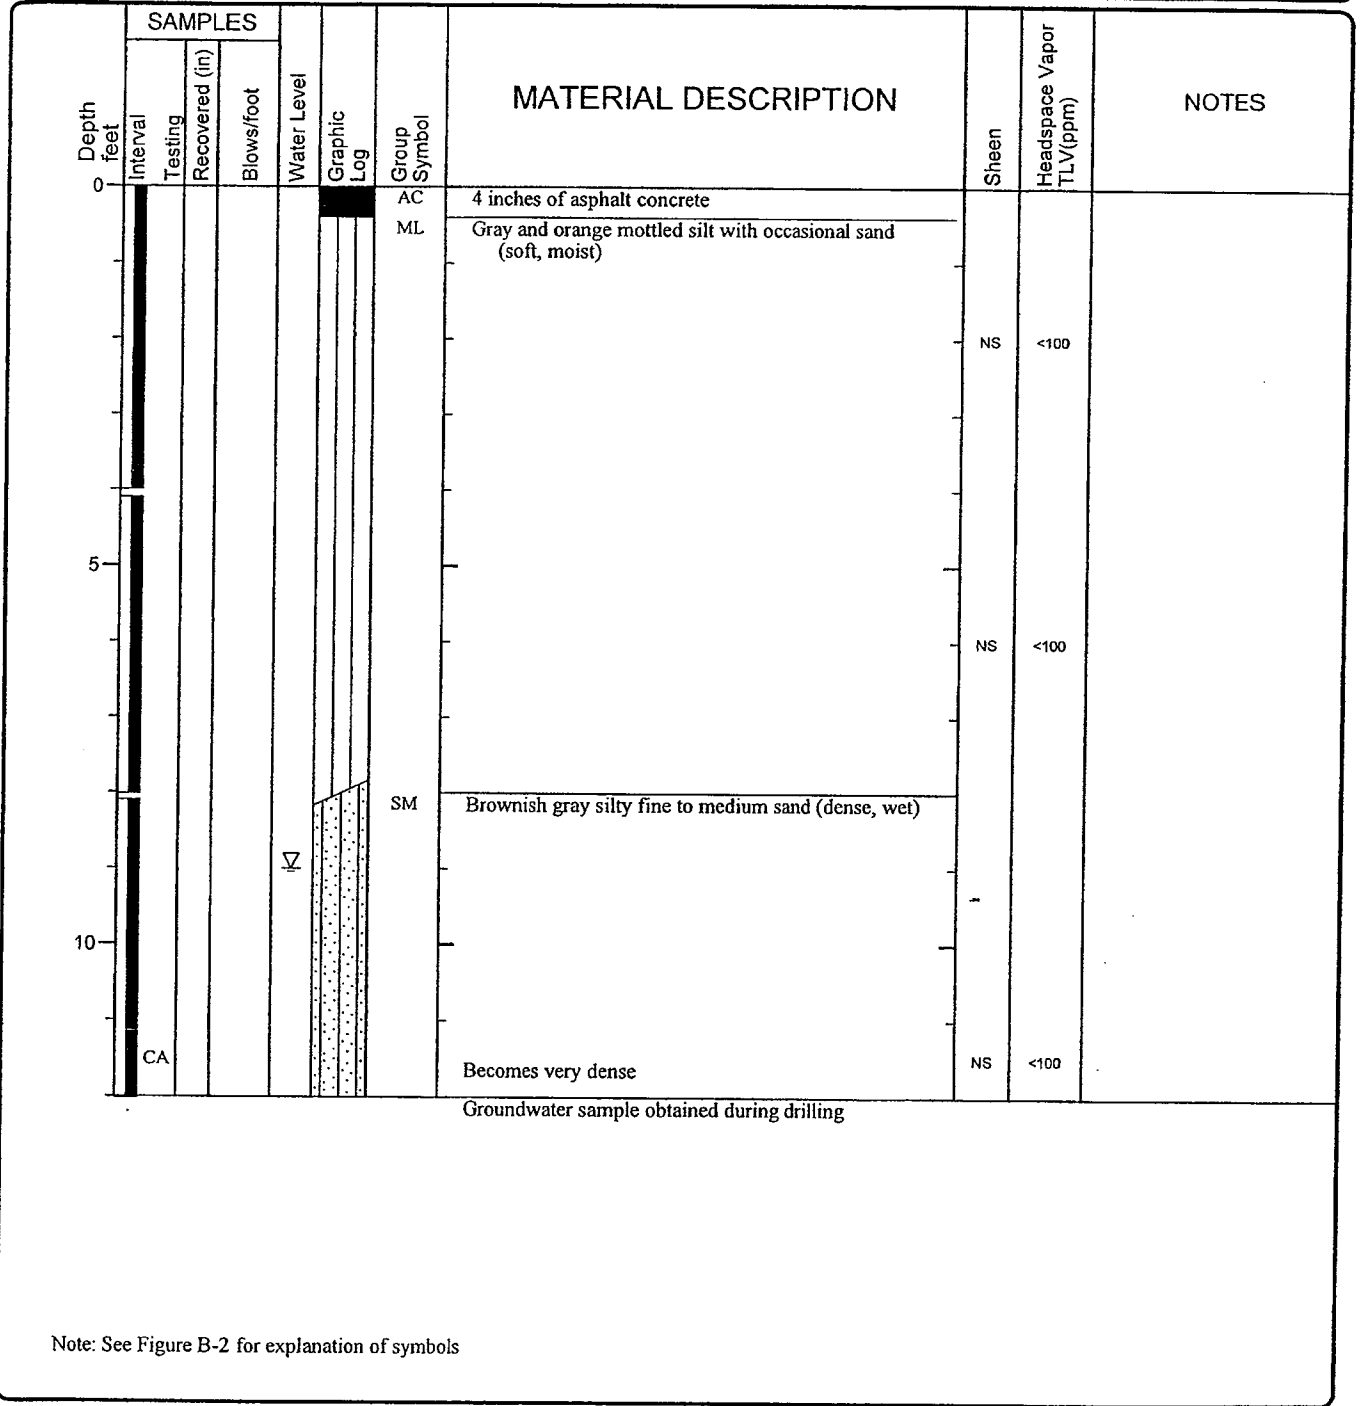 SAMPLES
Depth
feet
Interval
Testing
Recovered (in)
Blows/foot
Water Level
Graphic
Log
Group
Symbol
MATERIAL DESCRIPTION
Sheen
Headspace Vapor
TLV(ppm)
NOTES
0
AC 4 inches of asphalt concrete
ML Gray and orange mottled silt with occasional sand
(soft, moist)
NS <100
5
NS <100
SM Brownish gray silty fine to medium sand (dense, wet)
10
CA Becomes very dense NS <100
Groundwater sample obtained during drilling
Note: See Figure B-2 for explanation of symbols